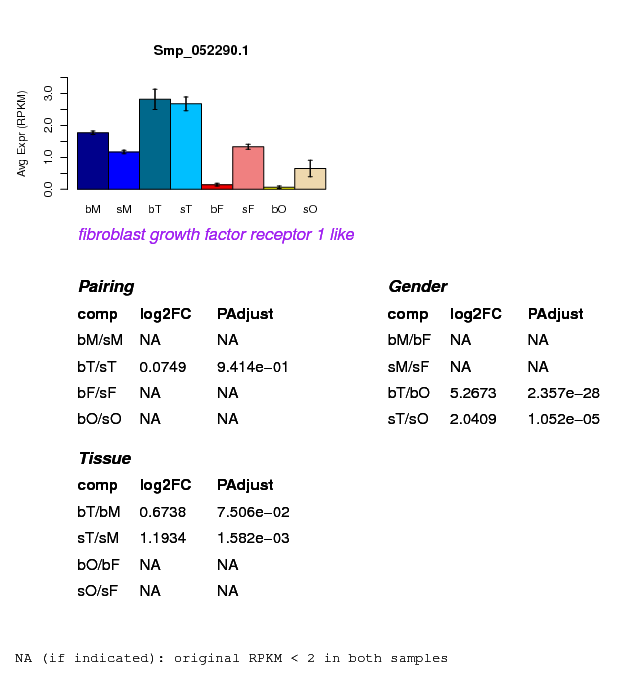 Smp_052290.1
Avg Expr (RPKM)
0.0 1.0 2.0 3.0
bM sM bT sT bF sF bO sO
fibroblast growth factor receptor 1 like
Pairing
comp log2FC PAdjust
bM/sM NA NA
bT/sT 0.0749 9.414e−01
bF/sF NA NA
bO/sO NA NA
Gender
comp log2FC PAdjust
bM/bF NA NA
sM/sF NA NA
bT/bO 5.2673 2.357e−28
sT/sO 2.0409 1.052e−05
Tissue
comp log2FC PAdjust
bT/bM 0.6738 7.506e−02
sT/sM 1.1934 1.582e−03
bO/bF NA NA
sO/sF NA NA
NA (if indicated): original RPKM < 2 in both samples